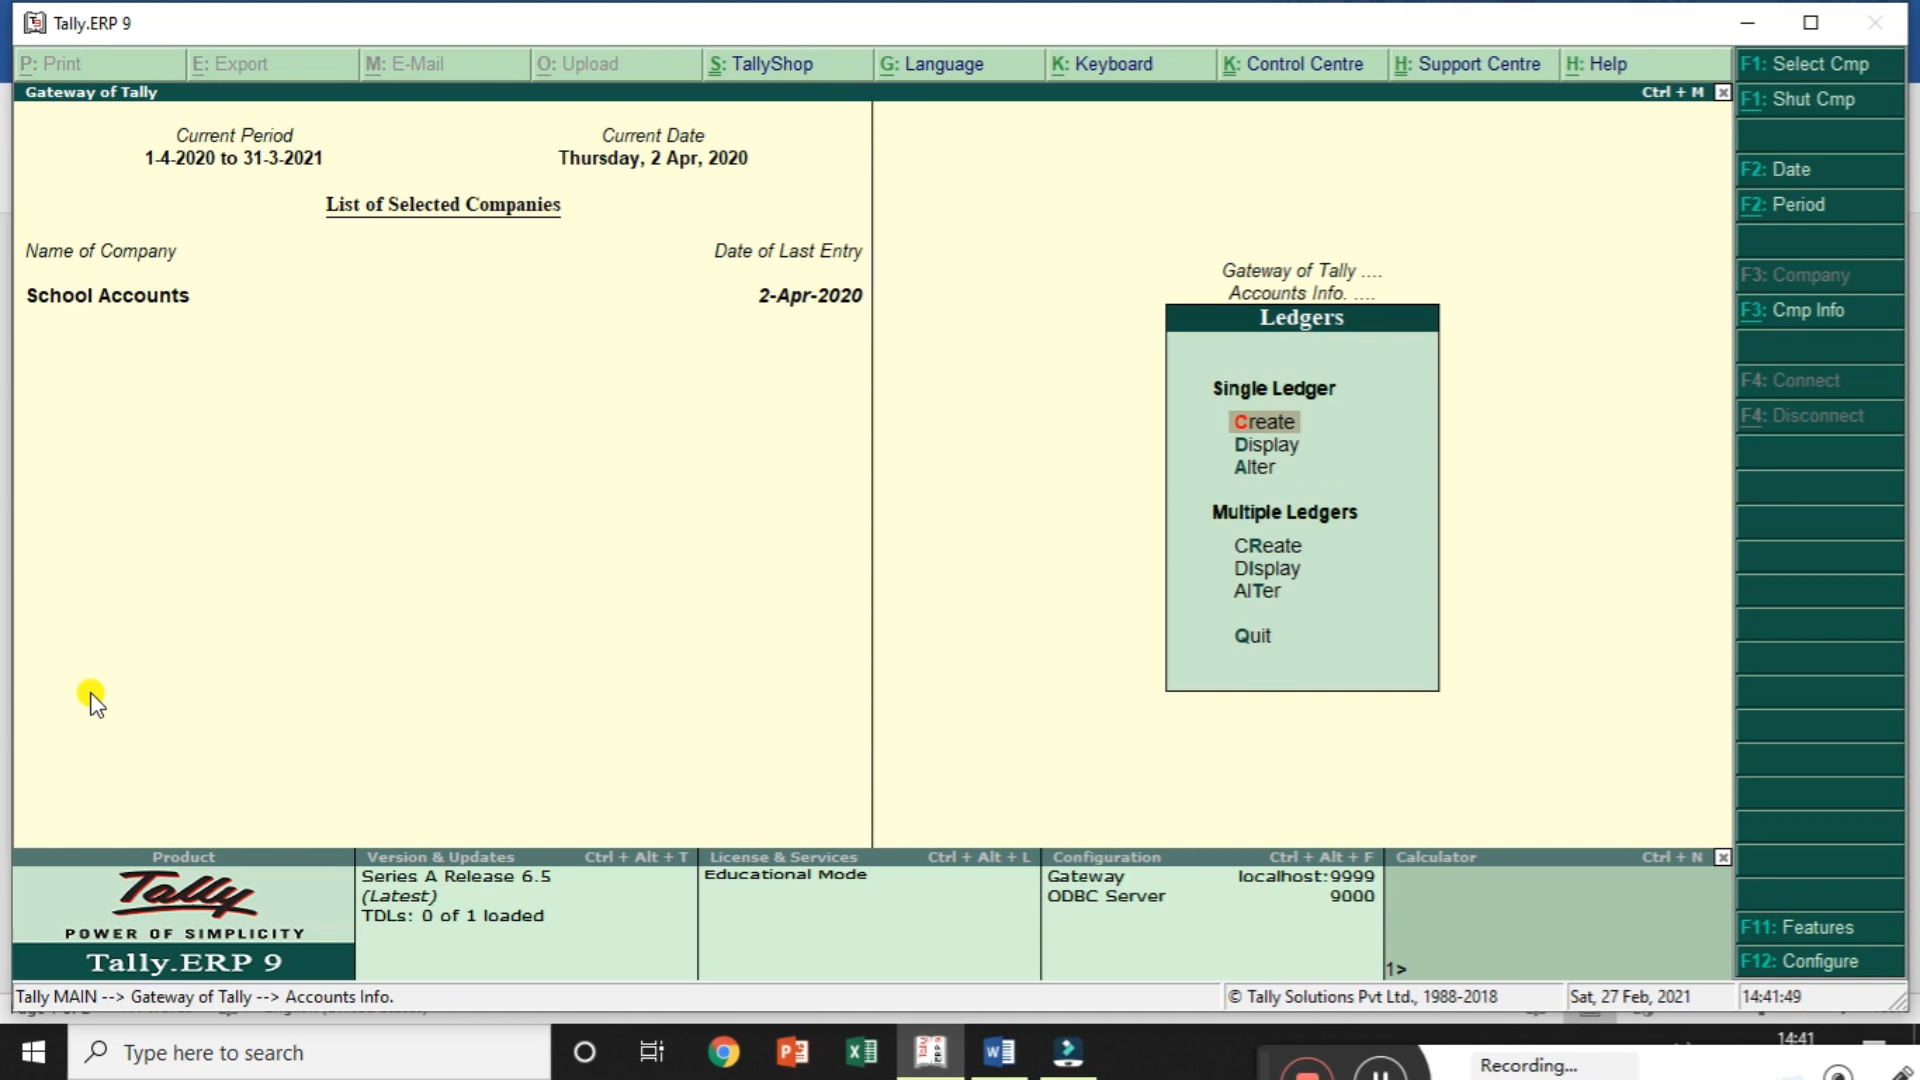 Tally.ERP 9
P: Print
E: Export
M: E-Mail
O: Upload
S: TallyShop
G: Language
K: Keyboard
K: Control Centre
H: Support Centre
H: Help
Gateway of Tally
Ctrl + M
Current Period
1-4-2020 to 31-3-2021
Current Date
Thursday, 2 Apr, 2020
List of Selected Companies
Name of Company
Date of Last Entry
School Accounts
2-Apr-2020
Gateway of Tally ....
Accounts Info. ....
Ledgers
Single Ledger
Create
Display
Alter
Multiple Ledgers
CReate
DIsplay
AlTer
Quit
F1: Select Cmp
F1: Shut Cmp
F2: Date
F2: Period
F3: Company
F3: Cmp Info
F4: Connect
F4: Disconnect
F11: Features
F12: Configure
Product
Tally
POWER OF SIMPLICITY
Tally.ERP 9
Version & Updates
Ctrl + Alt + T
Series A Release 6.5
(Latest)
TDLs: 0 of 1 loaded
License & Services
Ctrl + Alt + L
Educational Mode
Configuration
Ctrl + Alt + F
Gateway
localhost:9999
ODBC Server
9000
Calculator
Ctrl + N
1>
Tally MAIN --> Gateway of Tally --> Accounts Info.
© Tally Solutions Pvt Ltd., 1988-2018
Sat, 27 Feb, 2021
14:41:49
Type here to search
14:41
Recording...